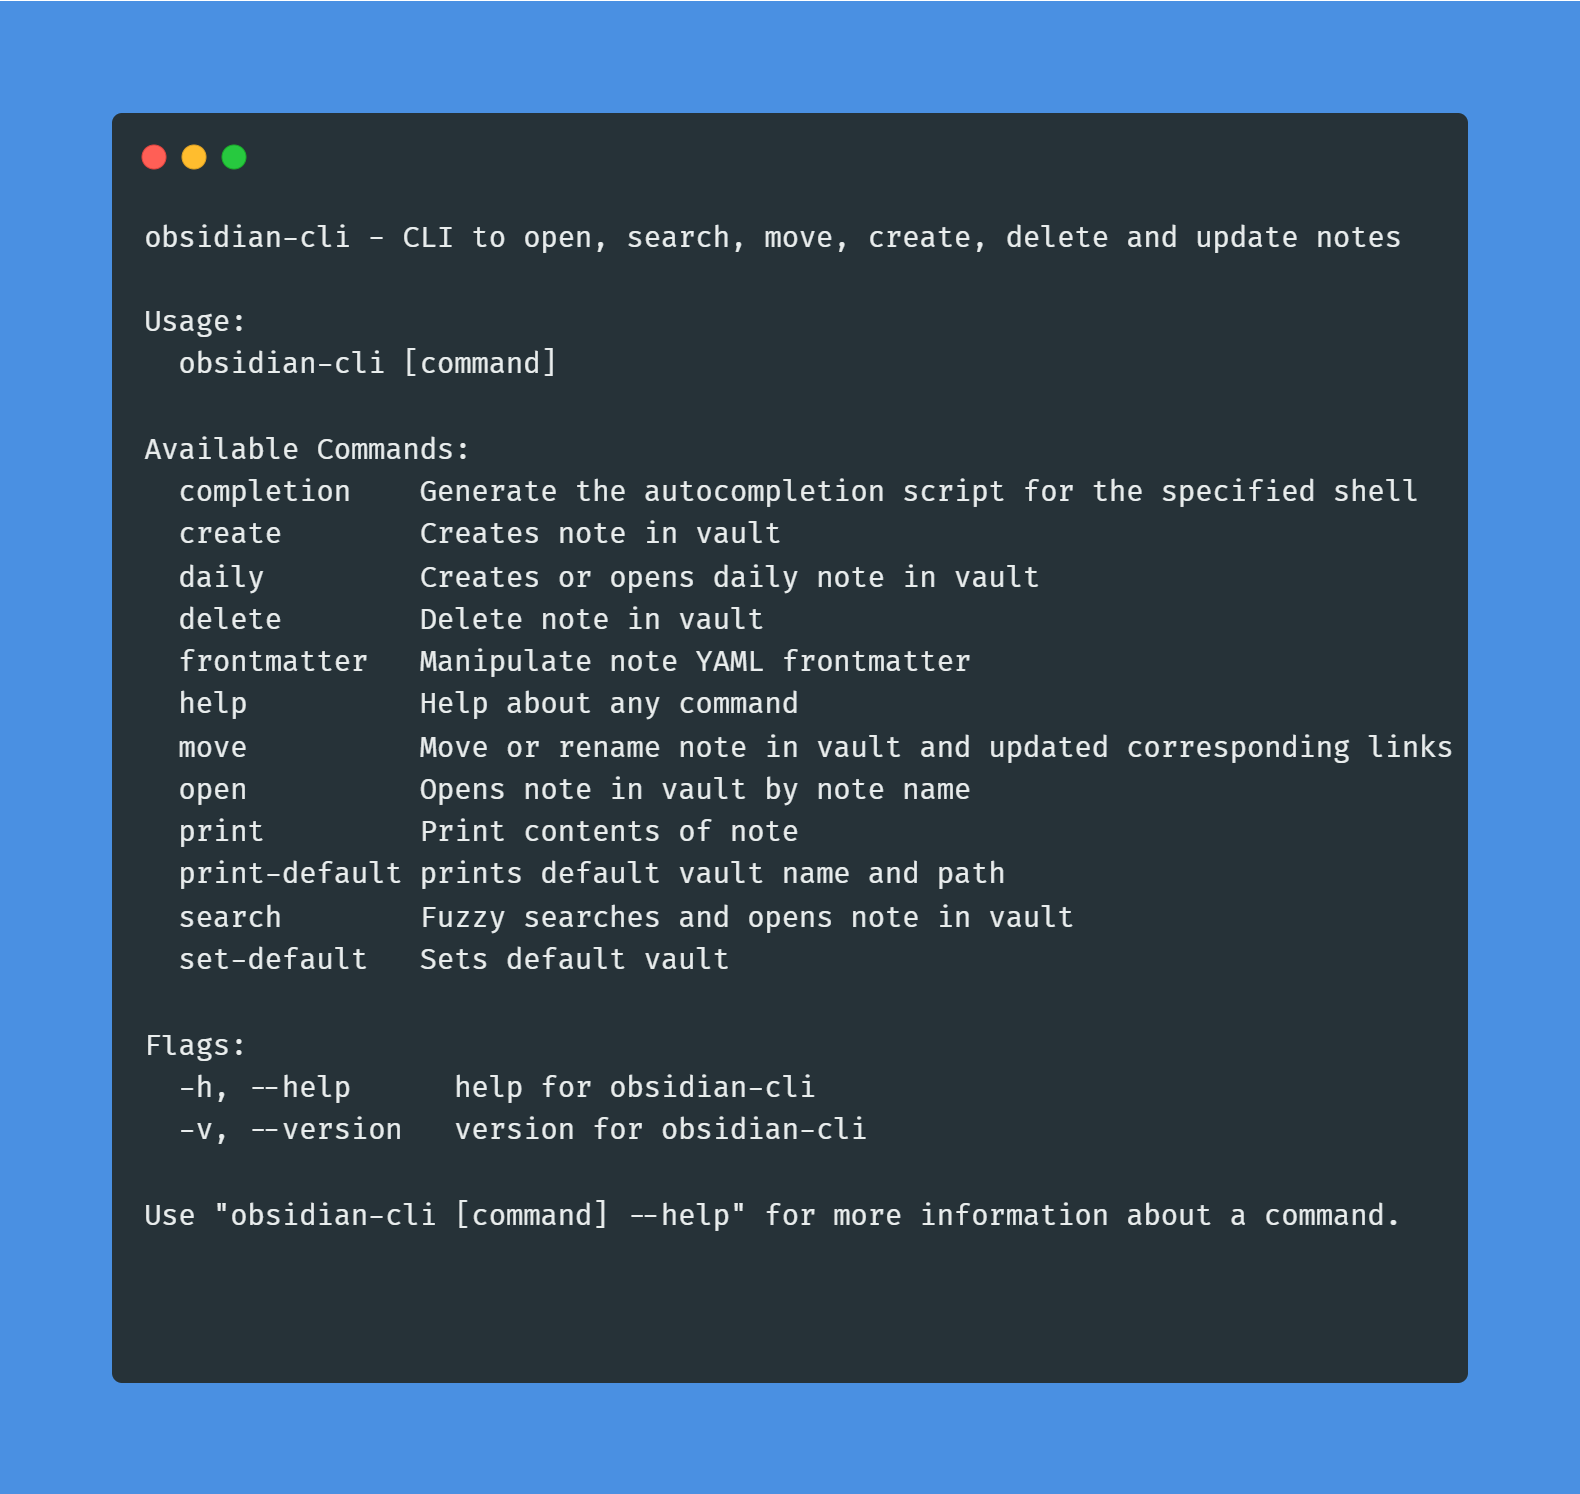 obsidian-cli - CLI to open, search, move, create, delete and update notes

Usage:
  obsidian-cli [command]

Available Commands:
  completion    Generate the autocompletion script for the specified shell
  create        Creates note in vault
  daily         Creates or opens daily note in vault
  delete        Delete note in vault
  frontmatter   Manipulate note YAML frontmatter
  help          Help about any command
  move          Move or rename note in vault and updated corresponding links
  open          Opens note in vault by note name
  print         Print contents of note
  print-default prints default vault name and path
  search        Fuzzy searches and opens note in vault
  set-default   Sets default vault

Flags:
  -h, --help      help for obsidian-cli
  -v, --version   version for obsidian-cli

Use "obsidian-cli [command] --help" for more information about a command.